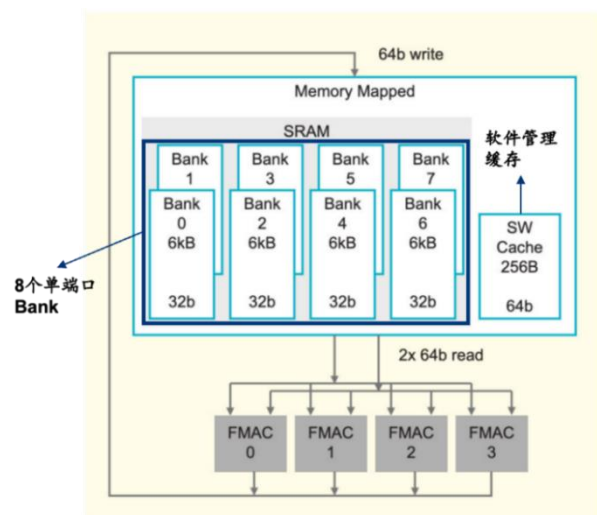 64b write
Memory Mapped
SRAM
软件管理
缓存
Bank
1
Bank
3
Bank
5
Bank
7
Bank
0
6kB
32b
Bank
2
6kB
32b
Bank
4
6kB
32b
Bank
6
6kB
32b
SW
Cache
256B
64b
8个单端口
Bank
2x 64b read
FMAC
0
FMAC
1
FMAC
2
FMAC
3